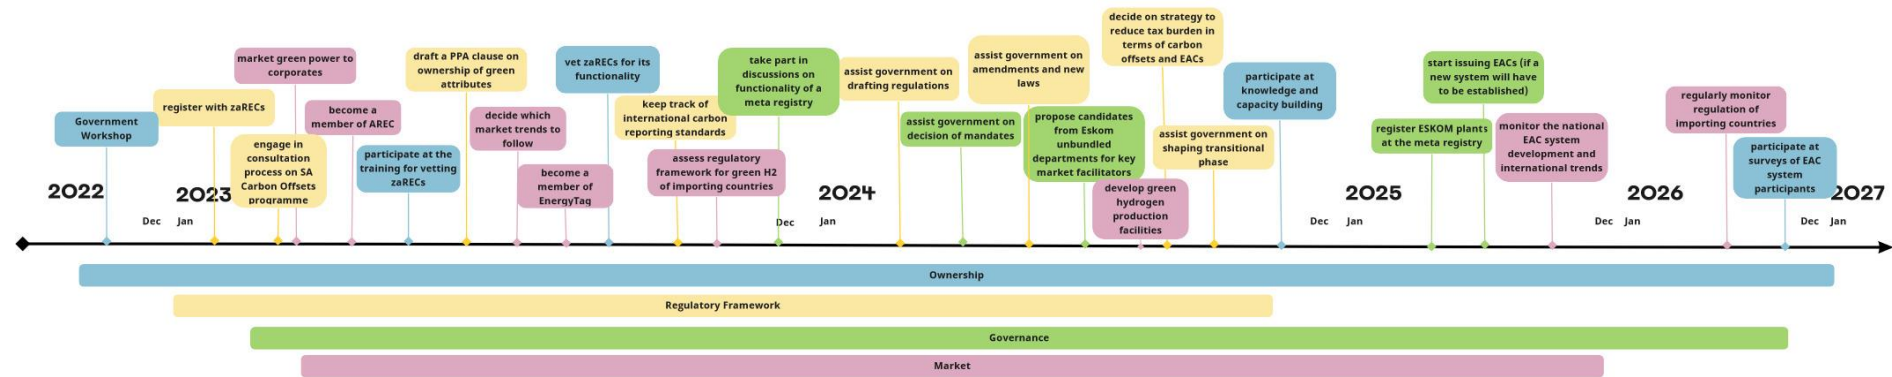 decide on strategy to
reduce tax burden in
terms of carbon
offsets and EACs
market green power to
corporates
draft a PPA clause on
ownership of green
attributes
vet zaRECs for its
functionality
take part in
discussions on
functionality of a
meta registry
assist government on
drafting regulations
assist government on
amendments and new
laws
participate at
knowledge and
capacity building
start issuing EACs (if a
new system will have
to be established)
regularly monitor
regulation of
importing countries
Government
Workshop
register with zaRECs
become a
member of AREC
engage in
consultation
process on SA
Carbon Offsets
programme
participate at the
training for vetting
zaRECs
decide which
market trends to
follow
become a
member of
EnergyTag
keep track of
international carbon
reporting standards
assess regulatory
framework for green H2
of importing countries
assist government on
decision of mandates
propose candidates
from Eskom
unbundled
departments for key
market facilitators
develop green
hydrogen
production
facilities
assist government on
shaping transitional
phase
register ESKOM plants
at the meta registry
monitor the national
EAC system
development and
international trends
participate at
surveys of EAC
system
participants
2022
2023
2024
2025
2026
2027
Dec Jan
Dec Jan
Dec Jan
Dec Jan
Dec Jan
Ownership
Regulatory Framework
Governance
Market